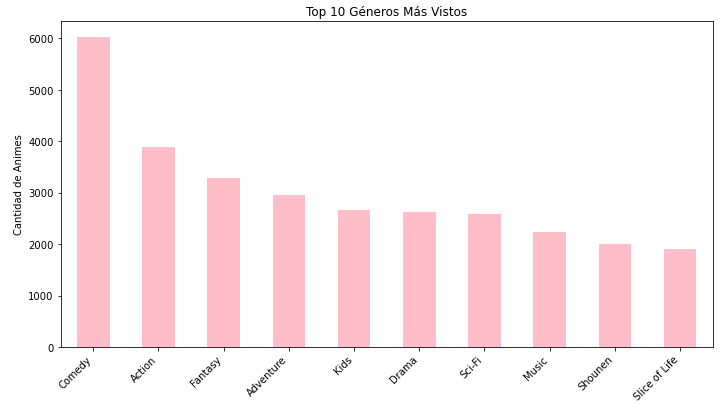 Top 10 Géneros Más Vistos
Cantidad de Animes
6000
5000
4000
3000
2000
1000
0
Comedy
Action
Fantasy
Adventure
Kids
Drama
Sci-Fi
Music
Shounen
Slice of Life